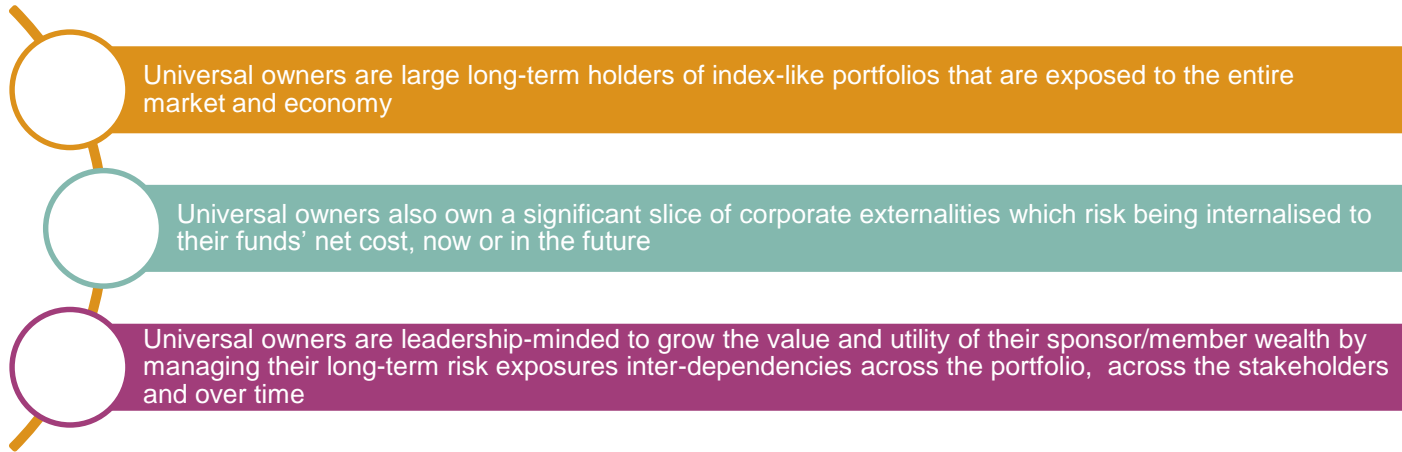 Universal owners are large long-term holders of index-like portfolios that are exposed to the entire
market and economy
Universal owners also own a significant slice of corporate externalities which risk being internalised to
their funds’ net cost, now or in the future
Universal owners are leadership-minded to grow the value and utility of their sponsor/member wealth by
managing their long-term risk exposures inter-dependencies across the portfolio,  across the stakeholders
and over time